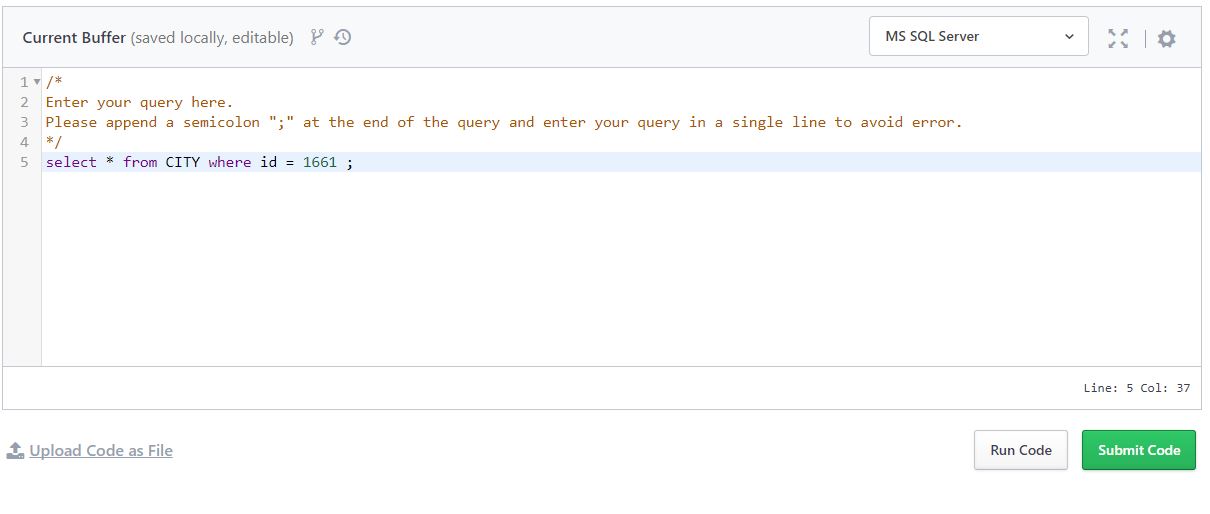 Current Buffer (saved locally, editable)
MS SQL Server
1 /*
2 Enter your query here.
3 Please append a semicolon ";" at the end of the query and enter your query in a single line to avoid error.
4 */
5 select * from CITY where id = 1661 ;
Line: 5 Col: 37
Upload Code as File
Run Code
Submit Code